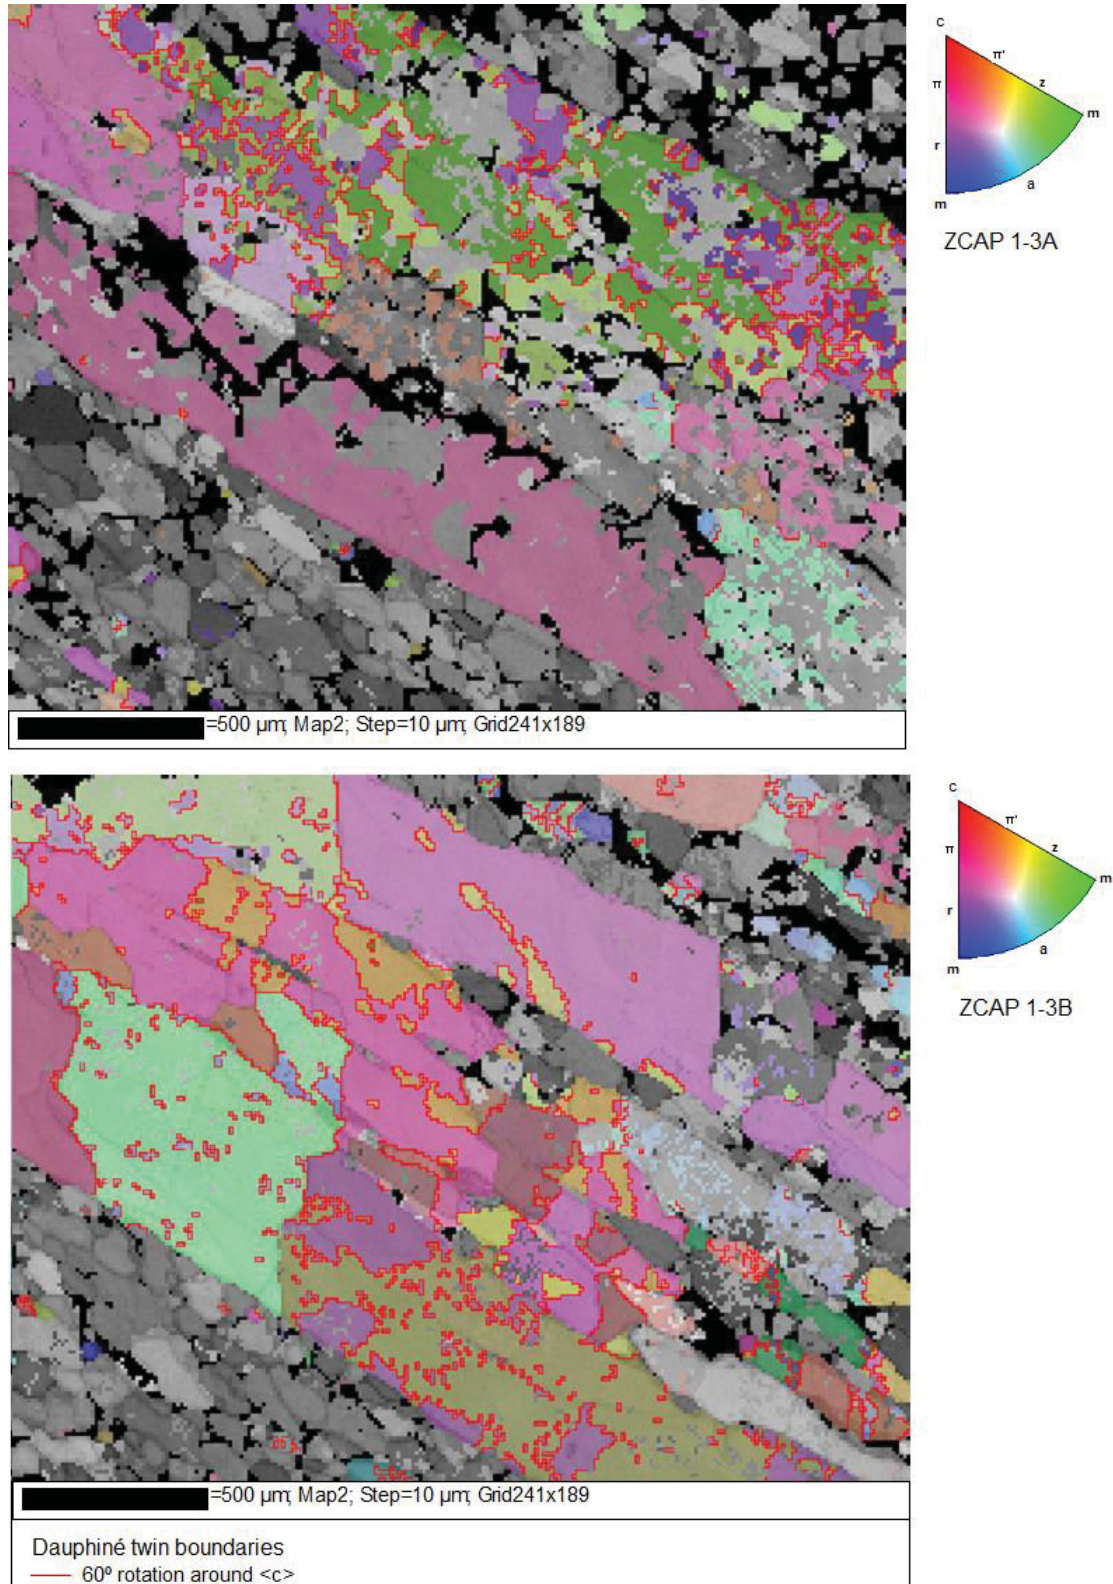 c
π'
π
z
m
r
a
m
ZCAP 1-3A
=500 µm; Map2; Step=10 µm; Grid241x189
c
π'
π
z
m
r
a
m
ZCAP 1-3B
=500 µm; Map2; Step=10 µm; Grid241x189
Dauphiné twin boundaries
60º rotation around <c>